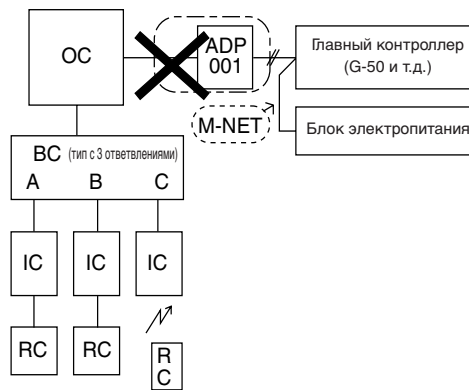 OC
ADP
001
Главный контроллер
(G-50 и т.д.)
M-NET
Блок электропитания
BC (тип с 3 ответвлениями)
A B C
IC IC IC
RC RC R
C